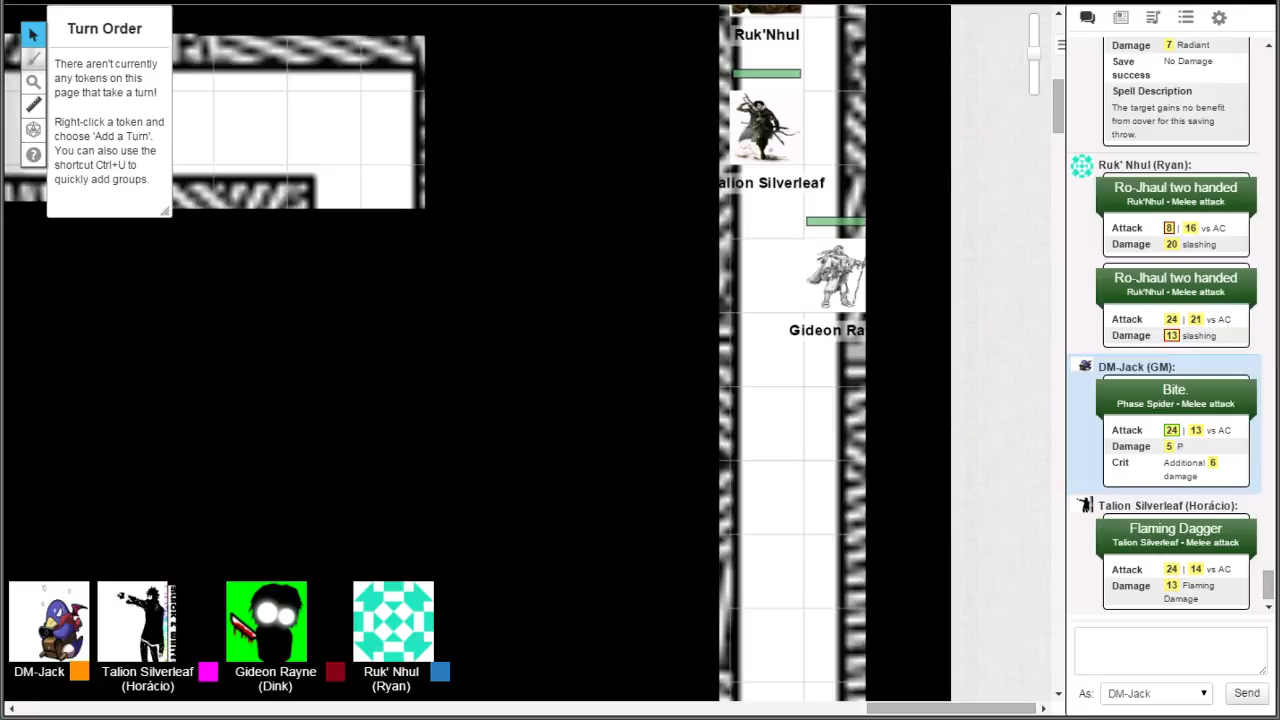 Turn Order
There aren't currently
any tokens on this
page that take a turn!
Right-click a token and
choose 'Add a Turn'.
You can also use the
shortcut Ctrl+U to
quickly add groups.
Ruk'Nhul
alion Silverleaf
Gideon Ra
DM-Jack
Talion Silverleaf
(Horácio)
Gideon Rayne
(Dink)
Ruk' Nhul
(Ryan)
Damage 7 Radiant
Save No Damage
success
Spell Description
The target gains no benefit
from cover for this saving
throw.
Ruk' Nhul (Ryan):
Ro-Jhaul two handed
Ruk'Nhul • Melee attack
Attack 8 | 16 vs AC
Damage 20 slashing
Ro-Jhaul two handed
Ruk'Nhul • Melee attack
Attack 24 | 21 vs AC
Damage 13 slashing
DM-Jack (GM):
Bite.
Phase Spider • Melee attack
Attack 24 | 13 vs AC
Damage 5 P
Crit Additional 6
damage
Talion Silverleaf (Horácio):
Flaming Dagger
Talion Silverleaf • Melee attack
Attack 24 | 14 vs AC
Damage 13 Flaming
Damage
As: DM-Jack Send